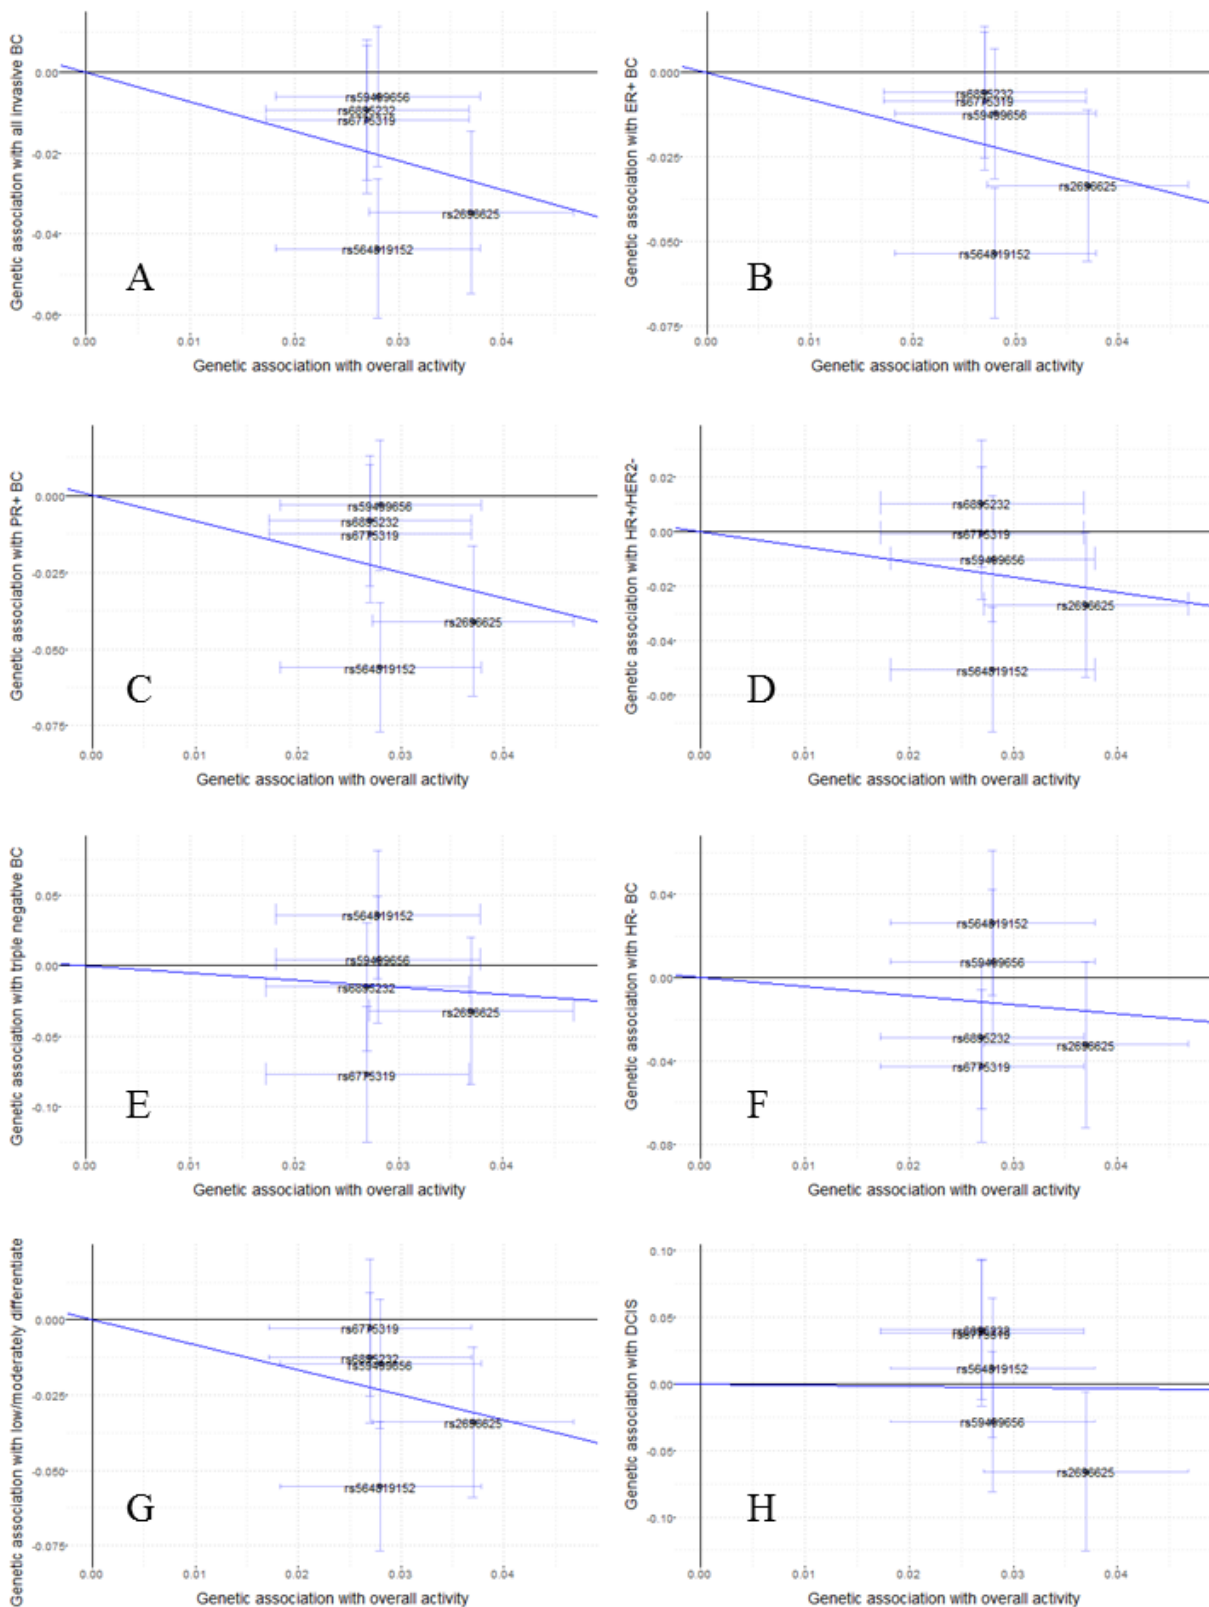 Genetic association with all invasive BC
0.00
-0.02
-0.04
-0.06
rs59499656
rs6895232
rs6775319
rs2696625
rs564819152
A
0.00 0.01 0.02 0.03 0.04
Genetic association with overall activity
Genetic association with ER+ BC
0.000
-0.025
-0.050
-0.075
rs6895232
rs6775319
rs59499656
rs2696625
rs564819152
B
0.00 0.01 0.02 0.03 0.04
Genetic association with overall activity
Genetic association with PR+ BC
0.000
-0.025
-0.050
-0.075
rs59499656
rs6895232
rs6775319
rs2696625
rs564819152
C
0.00 0.01 0.02 0.03 0.04
Genetic association with overall activity
Genetic association with HR+/HER2-
0.02
0.00
-0.02
-0.04
-0.06
rs6895232
rs6775319
rs59499656
rs2696625
rs564819152
D
0.00 0.01 0.02 0.03 0.04
Genetic association with overall activity
Genetic association with triple negative BC
0.05
0.00
-0.05
-0.10
rs564819152
rs59499656
rs6895232
rs2696625
rs6775319
E
0.00 0.01 0.02 0.03 0.04
Genetic association with overall activity
Genetic association with HR- BC
0.04
0.00
-0.04
-0.08
rs564819152
rs59499656
rs6895232
rs2696625
rs6775319
F
0.00 0.01 0.02 0.03 0.04
Genetic association with overall activity
Genetic association with low/moderately differentiate
0.000
-0.025
-0.050
-0.075
rs6775319
rs6895232
rs59499656
rs2696625
rs564819152
G
0.00 0.01 0.02 0.03 0.04
Genetic association with overall activity
Genetic association with DCIS
0.10
0.05
0.00
-0.05
-0.10
rs6895232
rs6775319
rs564819152
rs59499656
rs2696625
H
0.00 0.01 0.02 0.03 0.04
Genetic association with overall activity